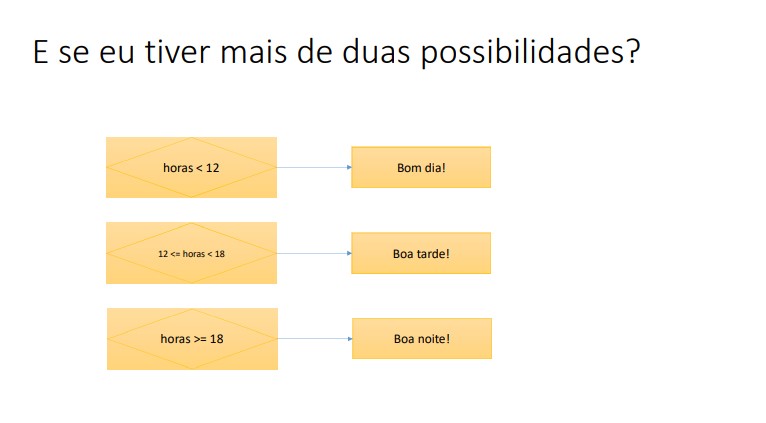 E se eu tiver mais de duas possibilidades?
horas < 12
Bom dia!
12 <= horas < 18
Boa tarde!
horas >= 18
Boa noite!